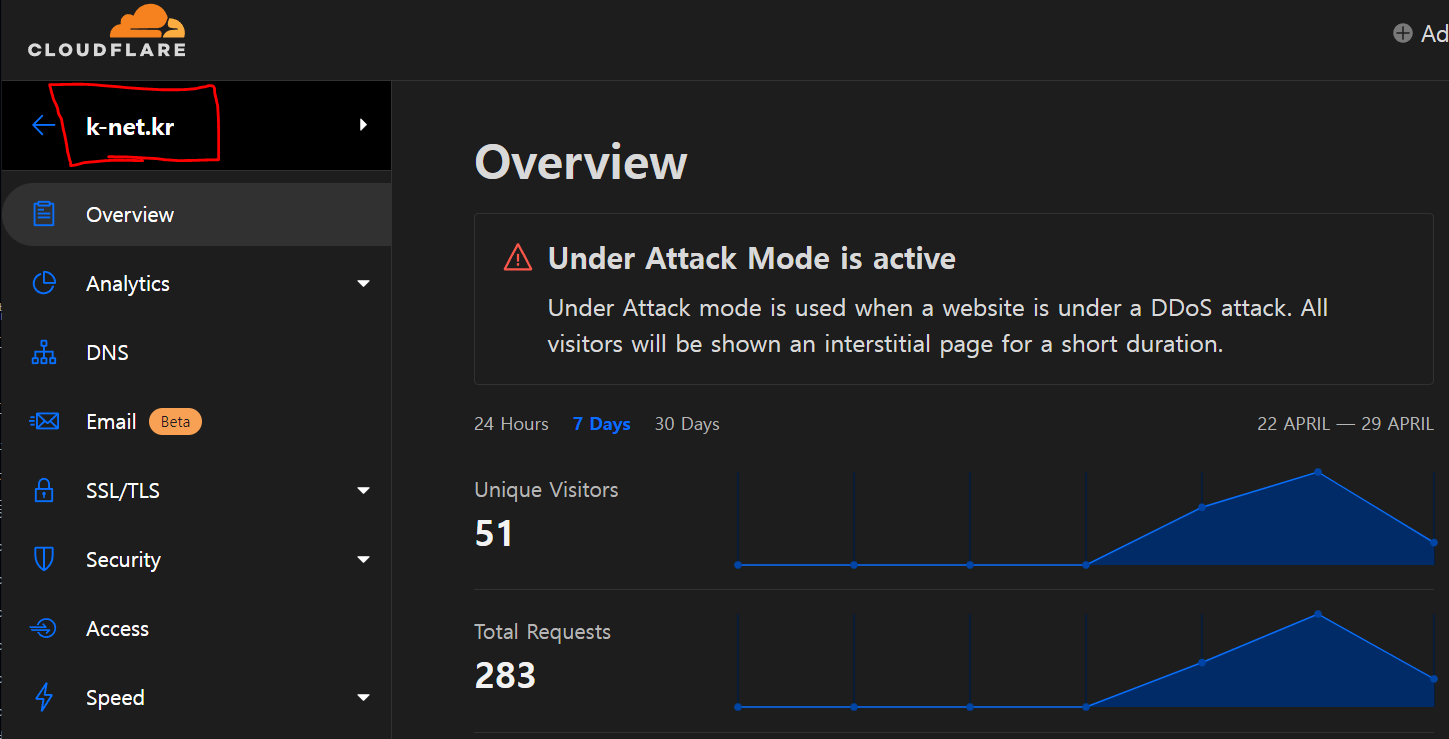 CLOUDFLARE
Ad
k-net.kr
Overview
Analytics
DNS
Email Beta
SSL/TLS
Security
Access
Speed
Overview
Under Attack Mode is active
Under Attack mode is used when a website is under a DDoS attack. All
visitors will be shown an interstitial page for a short duration.
24 Hours 7 Days 30 Days 22 APRIL — 29 APRIL
Unique Visitors
51
Total Requests
283